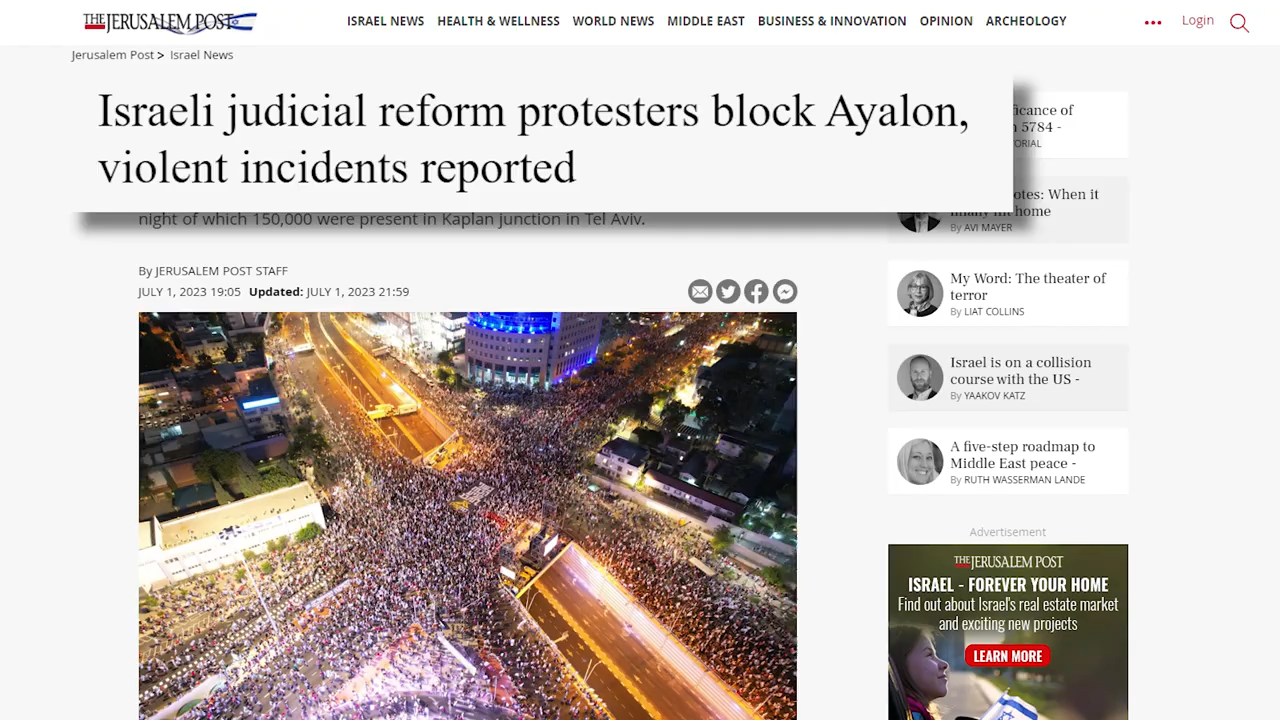 THE JERUSALEM POST
ISRAEL NEWS HEALTH & WELLNESS WORLD NEWS MIDDLE EAST BUSINESS & INNOVATION OPINION ARCHEOLOGY
Login
Jerusalem Post > Israel News
Israeli judicial reform protesters block Ayalon,
violent incidents reported
night of which 150,000 were present in Kaplan junction in Tel Aviv.
By JERUSALEM POST STAFF
JULY 1, 2023 19:05 Updated: JULY 1, 2023 21:59
5784 -
home
By AVI MAYER
My Word: The theater of
terror
By LIAT COLLINS
Israel is on a collision
course with the US -
By YAAKOV KATZ
A five-step roadmap to
Middle East peace -
By RUTH WASSERMAN LANDE
Advertisement
THE JERUSALEM POST
ISRAEL - FOREVER YOUR HOME
Find out about Israel's real estate market
and exciting new projects
LEARN MORE